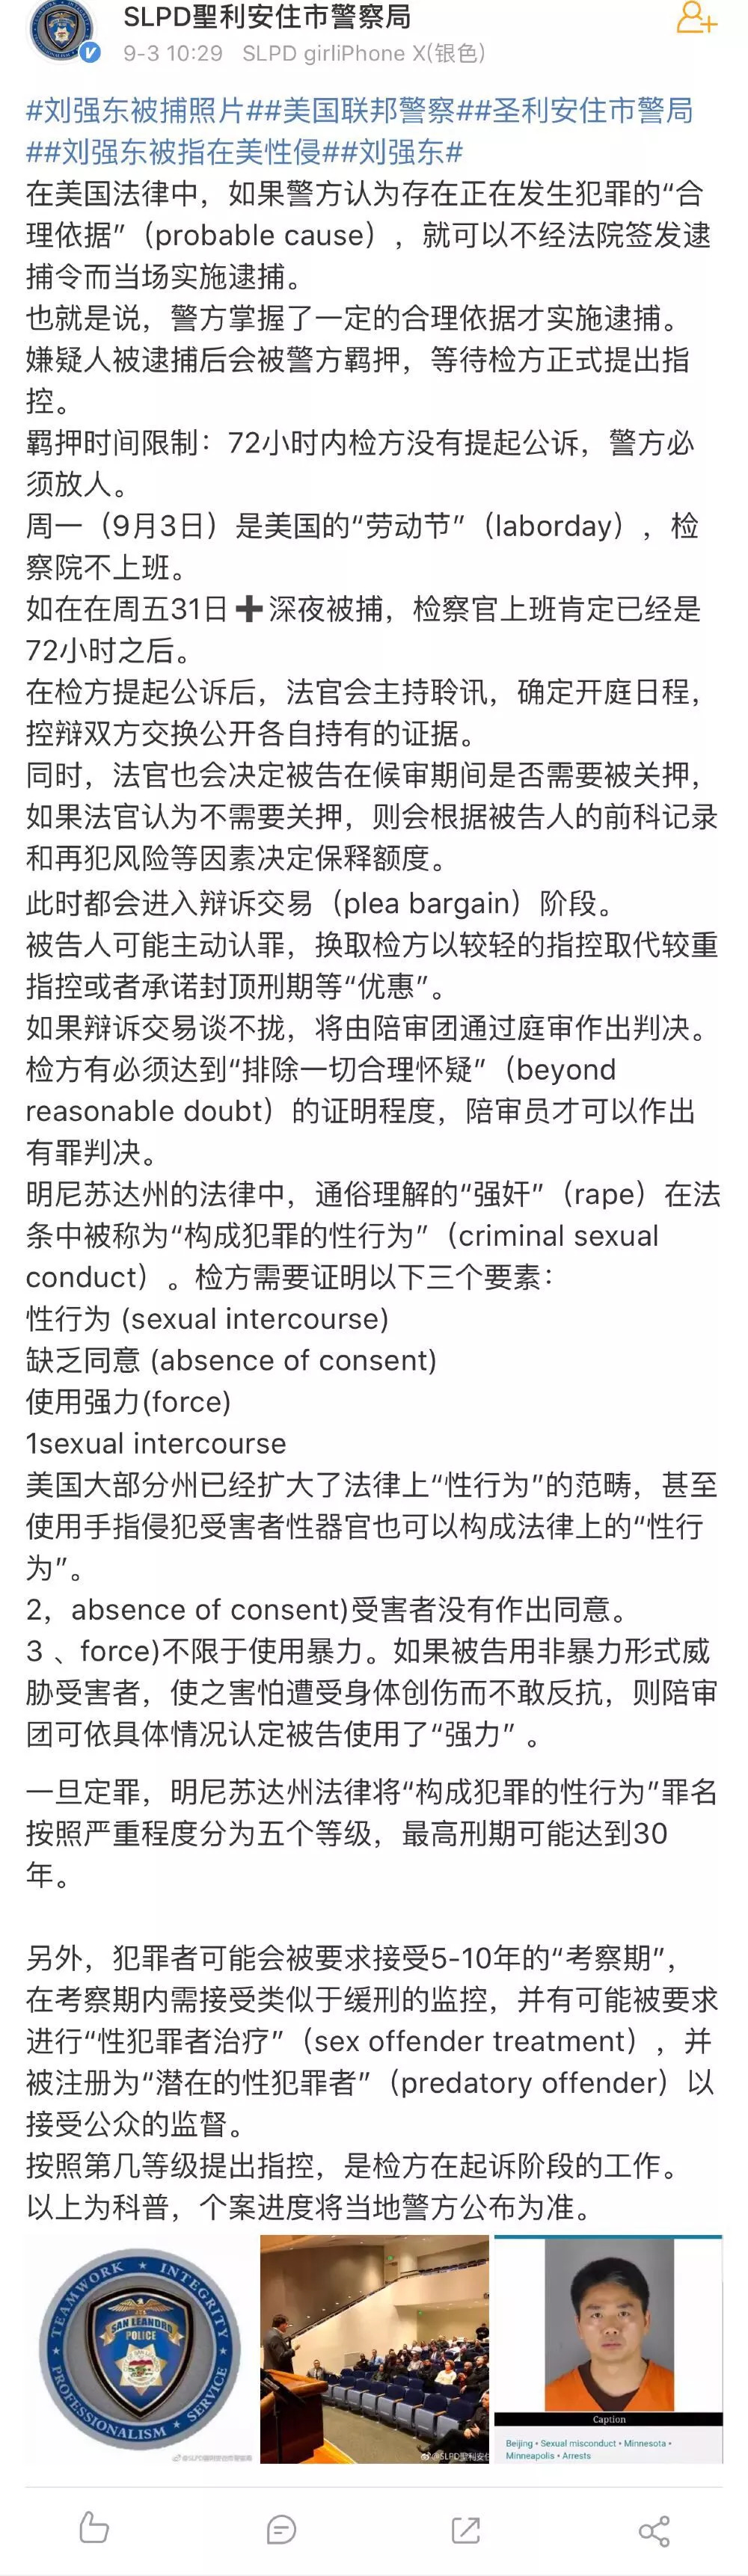 SLPD聖利安住市警察局
9-3 10:29 SLPD girliPhone X(银色)
#刘强东被捕照片##美国联邦警察##圣利安住市警局
##刘强东被指在美性侵##刘强东#
在美国法律中，如果警方认为存在正在发生犯罪的“合
理依据”（probable cause），就可以不经法院签发逮
捕令而当场实施逮捕。
也就是说，警方掌握了一定的合理依据才实施逮捕。
嫌疑人被逮捕后会被警方羁押，等待检方正式提出指
控。
羁押时间限制：72小时内检方没有提起公诉，警方必
须放人。
周一（9月3日）是美国的“劳动节”（laborday），检
察院不上班。
如在在周五31日➕深夜被捕，检察官上班肯定已经是
72小时之后。
在检方提起公诉后，法官会主持聆讯，确定开庭日程，
控辩双方交换公开各自持有的证据。
同时，法官也会决定被告在候审期间是否需要被关押，
如果法官认为不需要关押，则会根据被告人的前科记录
和再犯风险等因素决定保释额度。
此时都会进入辩诉交易（plea bargain）阶段。
被告人可能主动认罪，换取检方以较轻的指控取代较重
指控或者承诺封顶刑期等“优惠”。
如果辩诉交易谈不拢，将由陪审团通过庭审作出判决。
检方有必须达到“排除一切合理怀疑”（beyond
reasonable doubt）的证明程度，陪审员才可以作出
有罪判决。
明尼苏达州的法律中，通俗理解的“强奸”（rape）在法
条中被称为“构成犯罪的性行为”（criminal sexual
conduct）。检方需要证明以下三个要素：
性行为 (sexual intercourse)
缺乏同意 (absence of consent)
使用强力(force)
1sexual intercourse
美国大部分州已经扩大了法律上“性行为”的范畴，甚至
使用手指侵犯受害者性器官也可以构成法律上的“性行
为”。
2，absence of consent)受害者没有作出同意。
3 、force)不限于使用暴力。如果被告用非暴力形式威
胁受害者，使之害怕遭受身体创伤而不敢反抗，则陪审
团可依具体情况认定被告使用了“强力” 。
一旦定罪，明尼苏达州法律将“构成犯罪的性行为”罪名
按照严重程度分为五个等级，最高刑期可能达到30
年。
另外，犯罪者可能会被要求接受5-10年的“考察期”，
在考察期内需接受类似于缓刑的监控，并有可能被要求
进行“性犯罪者治疗”（sex offender treatment），并
被注册为“潜在的性犯罪者”（predatory offender）以
接受公众的监督。
按照第几等级提出指控，是检方在起诉阶段的工作。
以上为科普，个案进度将当地警方公布为准。
TEAMWORK ★ INTEGRITY
SAN LEANDRO
POLICE
PROFESSIONALISM ★ SERVICE
@SLPD聖利安住
Caption
Beijing • Sexual misconduct • Minnesota •
Minneapolis • Arrests